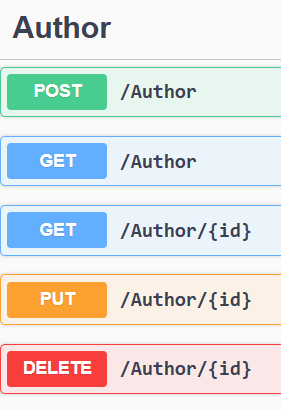 Author
POST /Author
GET /Author
GET /Author/{id}
PUT /Author/{id}
DELETE /Author/{id}